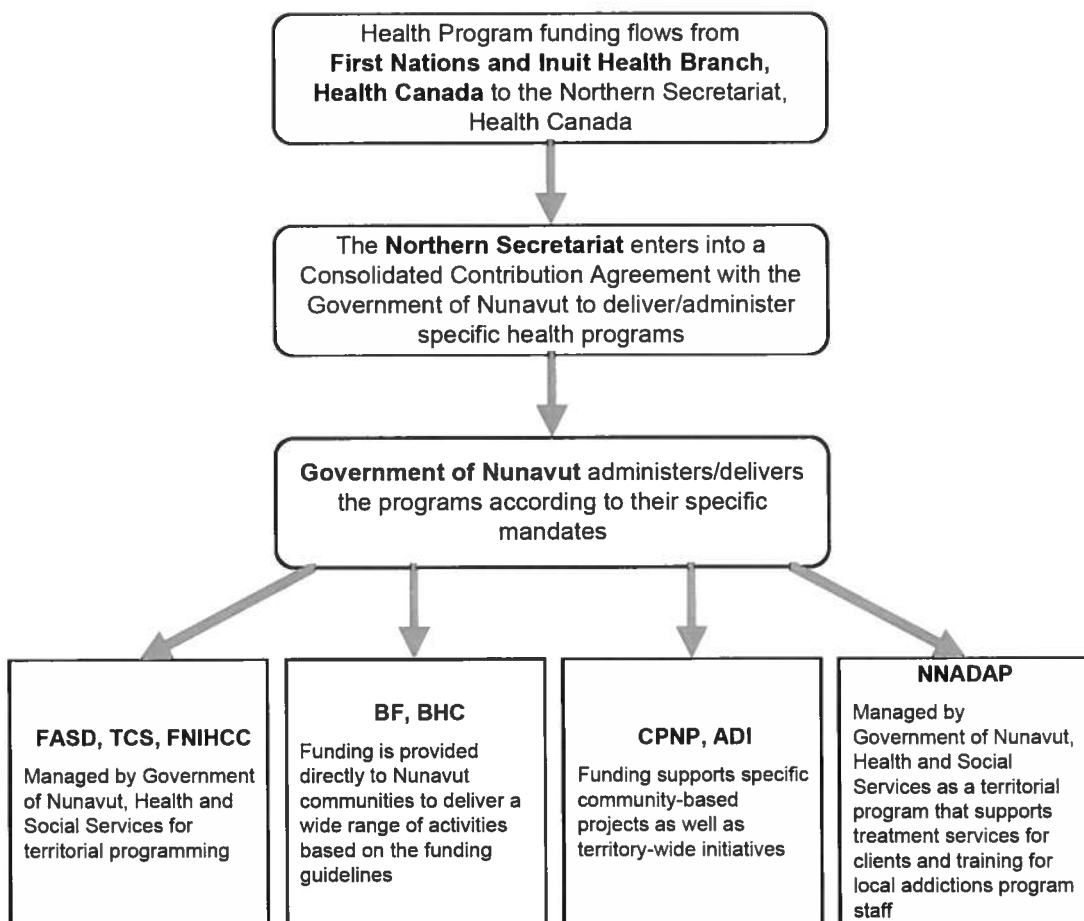 Health Program funding flows from
First Nations and Inuit Health Branch,
Health Canada to the Northern Secretariat,
Health Canada
The Northern Secretariat enters into a
Consolidated Contribution Agreement with the
Government of Nunavut to deliver/administer
specific health programs
Government of Nunavut administers/delivers
the programs according to their specific
mandates
FASD, TCS, FNIHCC
Managed by Government
of Nunavut, Health and
Social Services for
territorial programming
BF, BHC
Funding is provided
directly to Nunavut
communities to deliver a
wide range of activities
based on the funding
guidelines
CPNP, ADI
Funding supports specific
community-based
projects as well as
territory-wide initiatives
NNADAP
Managed by
Government of Nunavut,
Health and Social
Services as a territorial
program that supports
treatment services for
clients and training for
local addictions program
staff